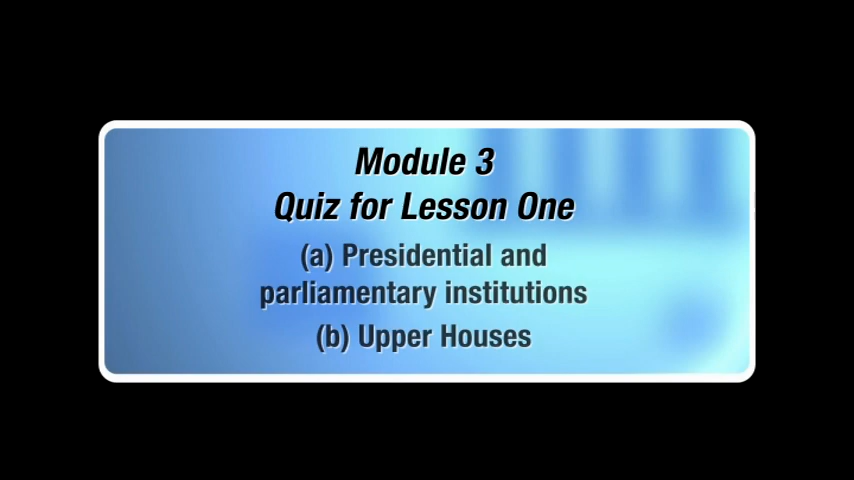 Module 3
Quiz for Lesson One
(a) Presidential and
parliamentary institutions
(b) Upper Houses